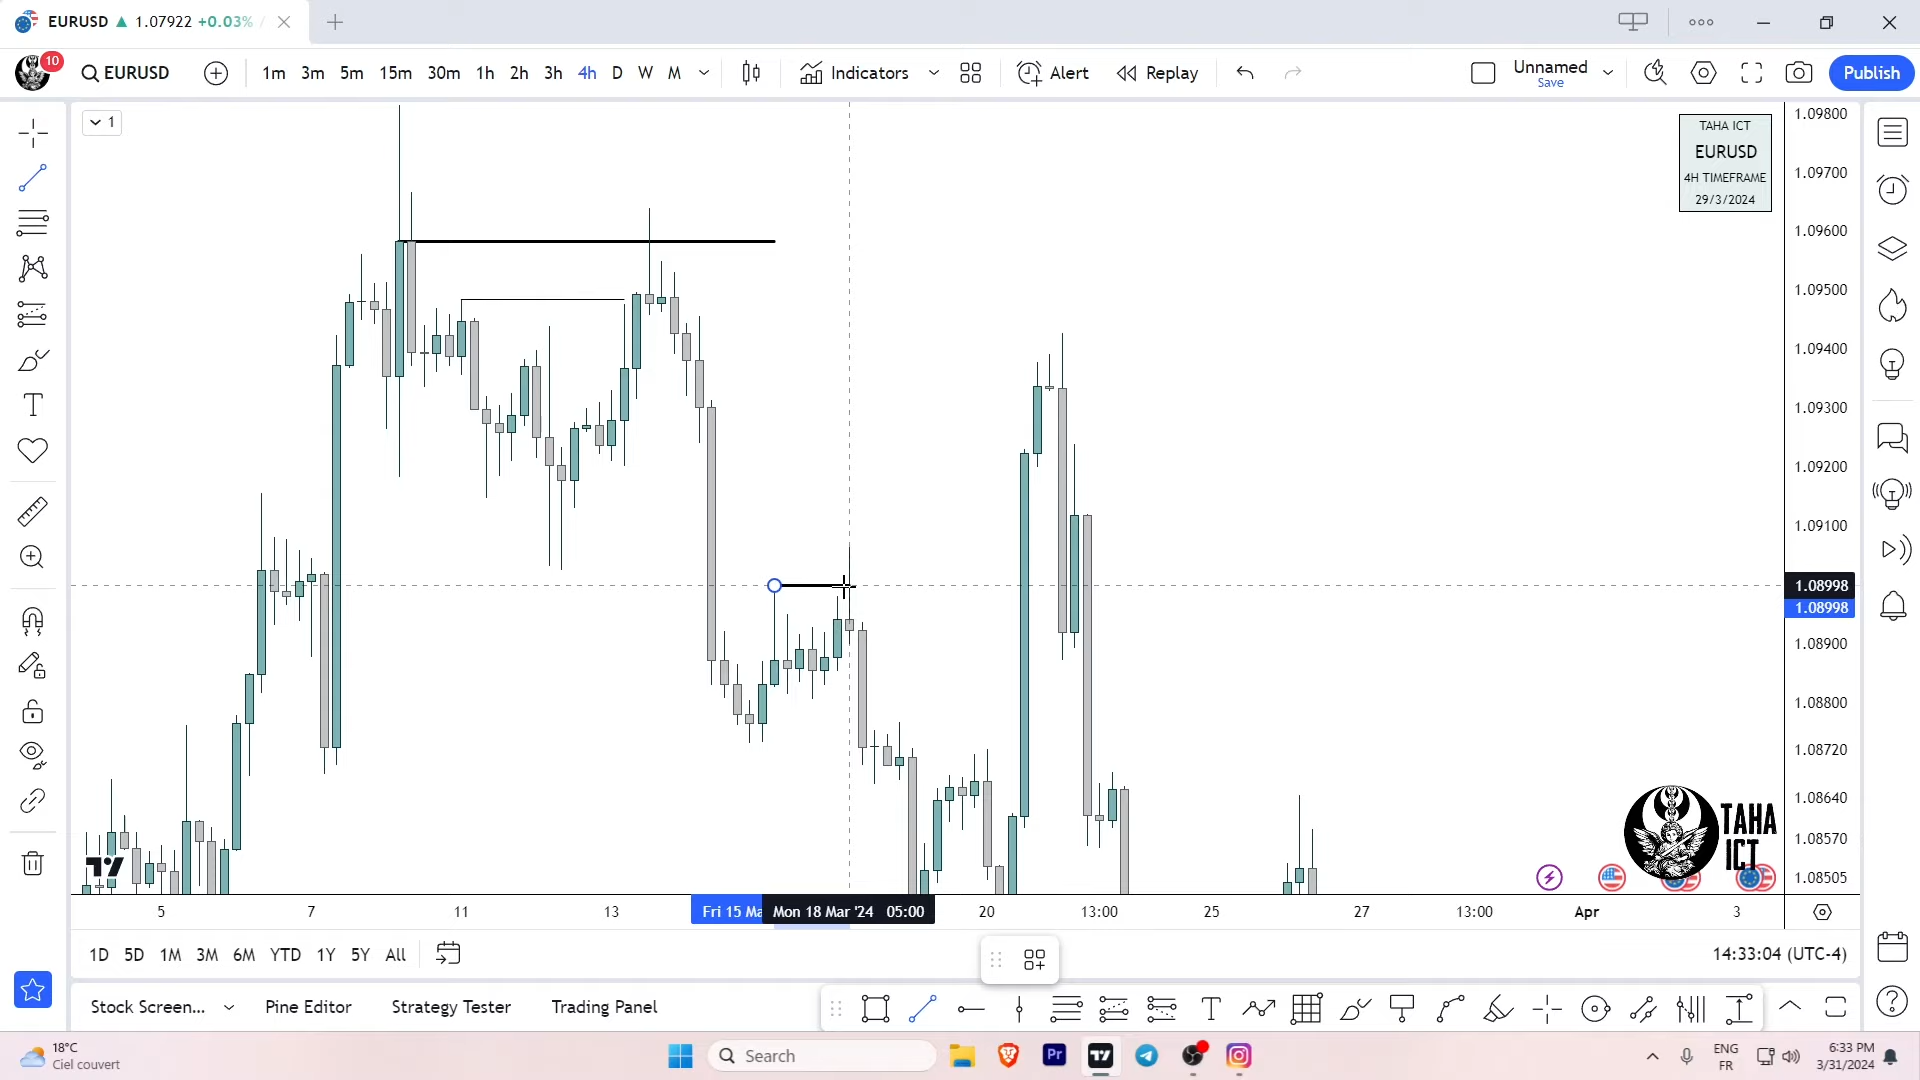 EURUSD ▲ 1.07922 +0.03% /
10
EURUSD
1m 3m 5m 15m 30m 1h 2h 3h 4h D W M
Indicators
Alert
Replay
Unnamed
Save
Publish
1
TAHA ICT
EURUSD
4H TIMEFRAME
29/3/2024
1.09800
1.09700
1.09600
1.09500
1.09400
1.09300
1.09200
1.09100
1.08998
1.08998
1.08900
1.08800
1.08720
1.08640
1.08570
1.08505
TAHA
ICT
5 7 11 13 Fri 15 Ma Mon 18 Mar '24 05:00 20 13:00 25 27 13:00 Apr 3
1D 5D 1M 3M 6M YTD 1Y 5Y All
14:33:04 (UTC-4)
Stock Screen... Pine Editor Strategy Tester Trading Panel
18°C
Ciel couvert
Search
Pr
ENG
FR
6:33 PM
3/31/2024